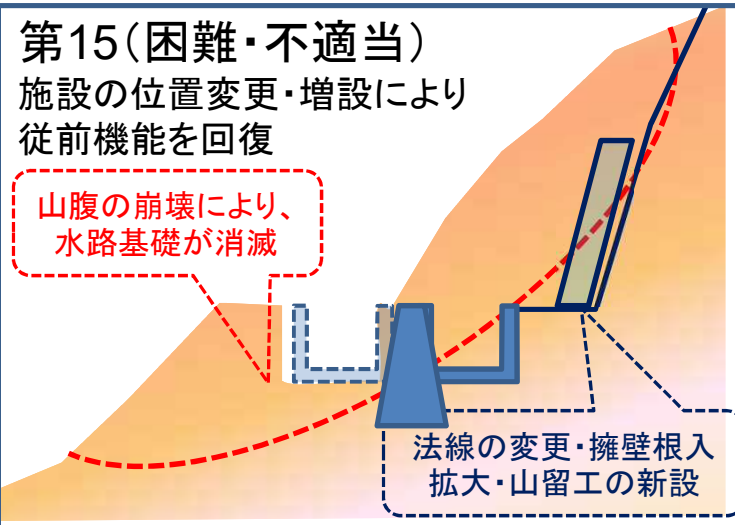 第15(困難・不適当)
施設の位置変更・増設により
従前機能を回復
山腹の崩壊により、
水路基礎が消滅
法線の変更・擁壁根入
拡大・山留工の新設